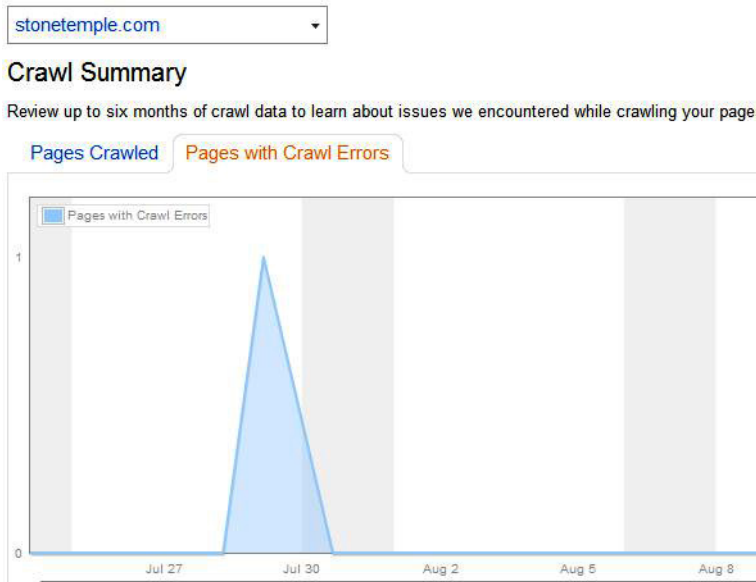 stonetemple.com
Crawl Summary
Review up to six months of crawl data to learn about issues we encountered while crawling your page
Pages Crawled Pages with Crawl Errors
Pages with Crawl Errors
1
0
Jul 27 Jul 30 Aug 2 Aug 5 Aug 8